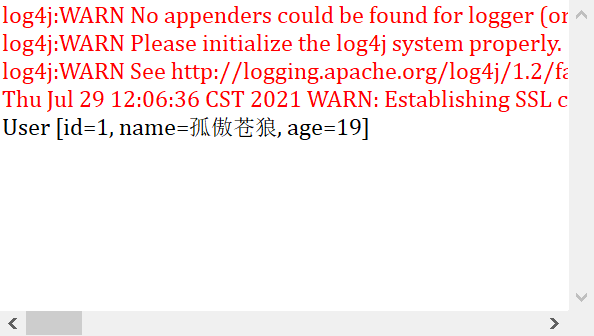 log4j:WARN No appenders could be found for logger (or
log4j:WARN Please initialize the log4j system properly.
log4j:WARN See http://logging.apache.org/log4j/1.2/fa
Thu Jul 29 12:06:36 CST 2021 WARN: Establishing SSL c
User [id=1, name=孤傲苍狼, age=19]